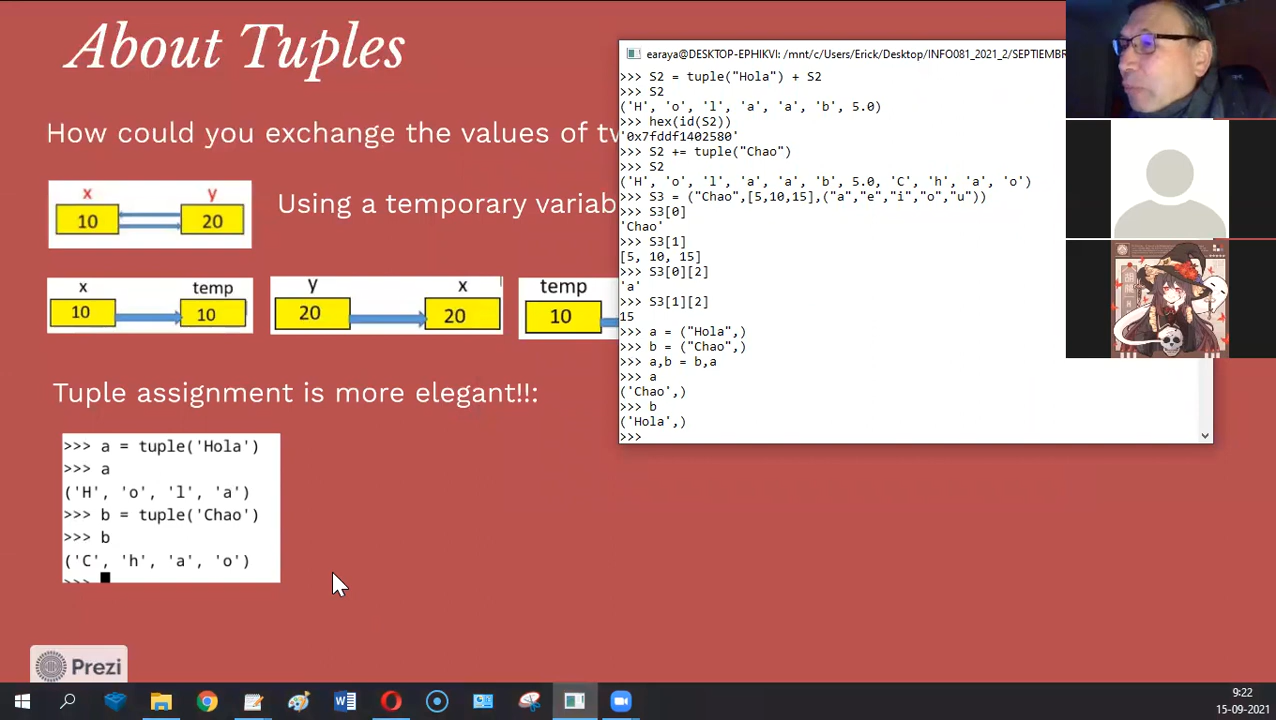 About Tuples
How could you exchange the values of tw
x y
10 20
Using a temporary variab
x temp
10 10
y x
20 20
temp
10
Tuple assignment is more elegant!!:
>>> a = tuple('Hola')
>>> a
('H', 'o', 'l', 'a')
>>> b = tuple('Chao')
>>> b
('C', 'h', 'a', 'o')
>>>
Prezi
earaya@DESKTOP-EPHIKVI: /mnt/c/Users/Erick/Desktop/INFO081_2021_2/SEPTIEMBR
>>> S2 = tuple("Hola") + S2
>>> S2
('H', 'o', 'l', 'a', 'a', 'b', 5.0)
>>> hex(id(S2))
'0x7fddf1402580'
>>> S2 += tuple("Chao")
>>> S2
('H', 'o', 'l', 'a', 'a', 'b', 5.0, 'C', 'h', 'a', 'o')
>>> S3 = ("Chao",[5,10,15],("a","e","i","o","u"))
>>> S3[0]
'Chao'
>>> S3[1]
[5, 10, 15]
>>> S3[0][2]
'a'
>>> S3[1][2]
15
>>> a = ("Hola",)
>>> b = ("Chao",)
>>> a,b = b,a
>>> a
('Chao',)
>>> b
('Hola',)
>>>
9:22
15-09-2021